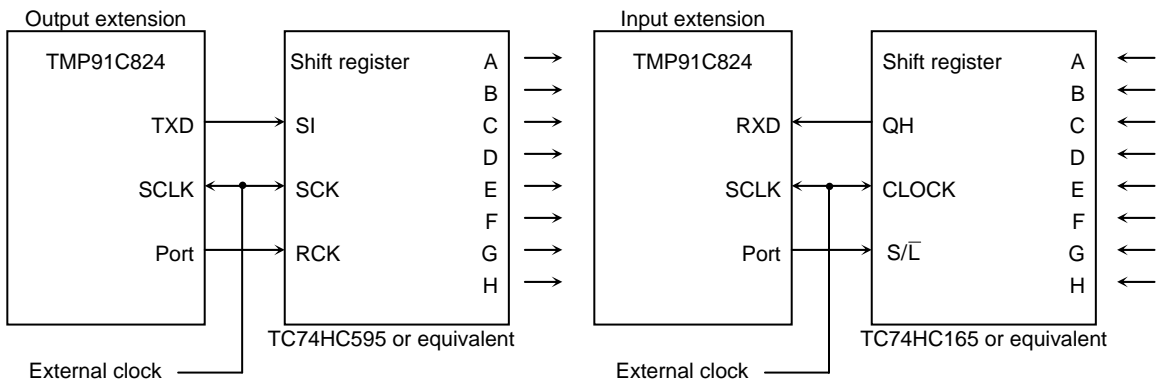 Output extension
TMP91C824
TXD
SCLK
Port
Shift register
SI
SCK
RCK
A
B
C
D
E
F
G
H
TC74HC595 or equivalent
External clock
Input extension
TMP91C824
RXD
SCLK
Port
Shift register
QH
CLOCK
S/L̅
A
B
C
D
E
F
G
H
TC74HC165 or equivalent
External clock